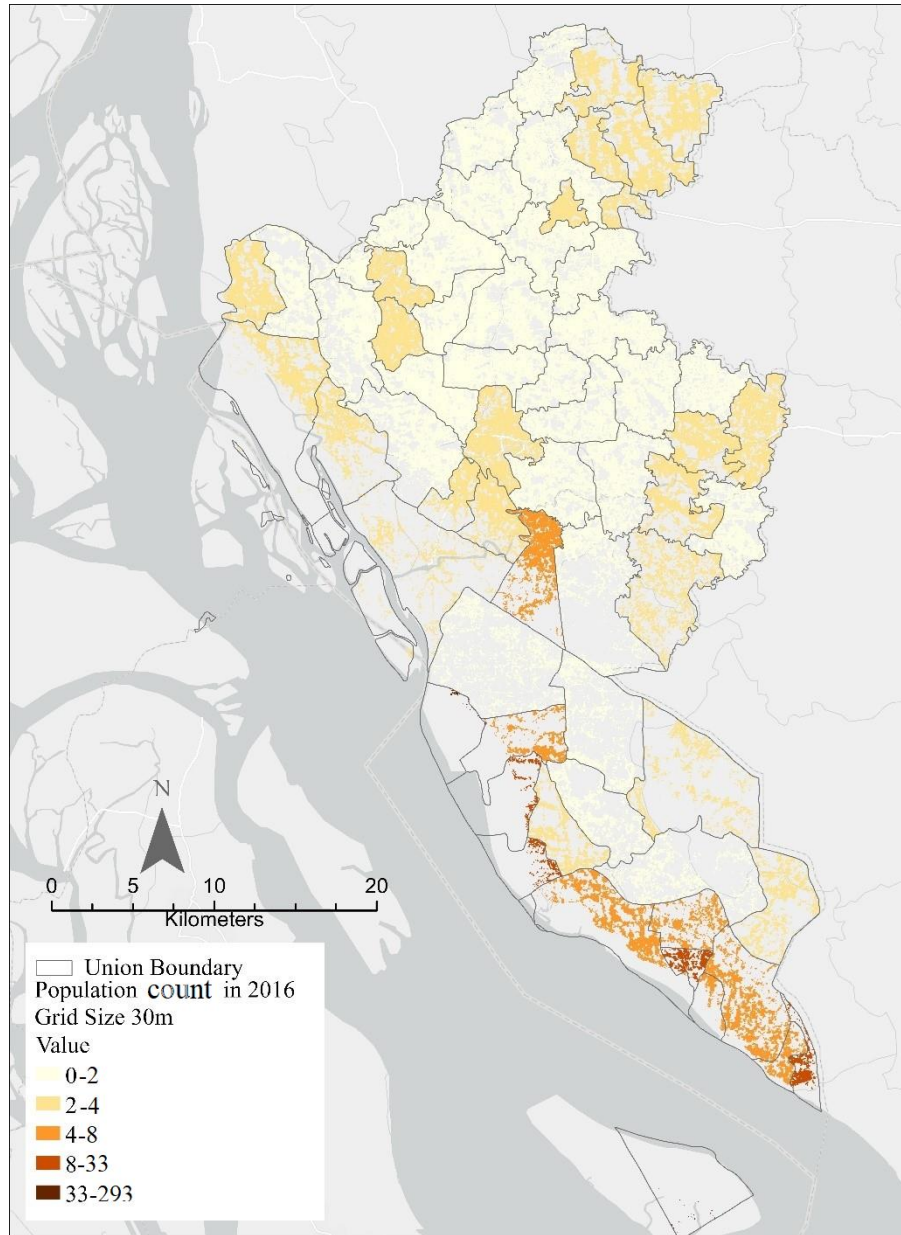 N
0 5 10 20
Kilometers
Union Boundary
Population count in 2016
Grid Size 30m
Value
0-2
2-4
4-8
8-33
33-293